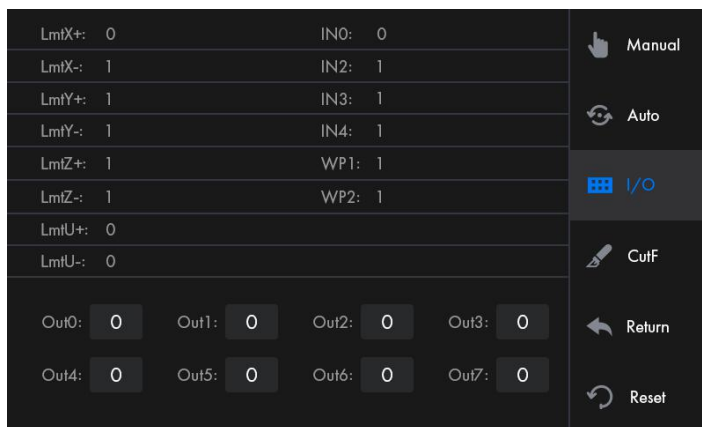 LmtX+: 0 IN0: 0
LmtX-: 1 IN2: 1
LmtY+: 1 IN3: 1
LmtY-: 1 IN4: 1
LmtZ+: 1 WP1: 1
LmtZ-: 1 WP2: 1
LmtU+: 0
LmtU-: 0
Out0: 0 Out1: 0 Out2: 0 Out3: 0
Out4: 0 Out5: 0 Out6: 0 Out7: 0
Manual
Auto
I/O
CutF
Return
Reset